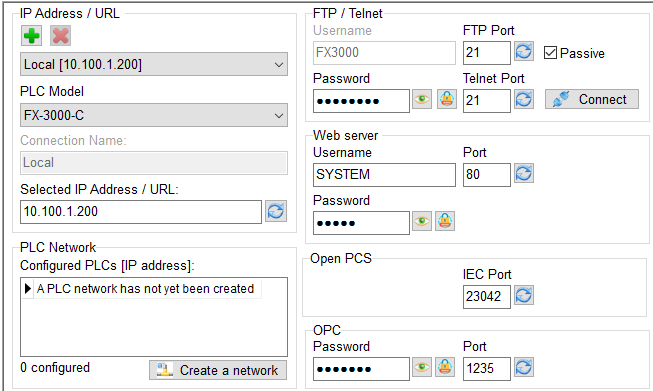 IP Address / URL
Local [10.100.1.200]
PLC Model
FX-3000-C
Connection Name:
Local
Selected IP Address / URL:
10.100.1.200
PLC Network
Configured PLCs [IP address]:
A PLC network has not yet been created
0 configured
Create a network
FTP / Telnet
Username
FTP Port
FX3000
21
Passive
Password
Telnet Port
●●●●●●●●
21
Connect
Web server
Username
Port
SYSTEM
80
Password
●●●●●
Open PCS
IEC Port
23042
OPC
Password
Port
●●●●●●●
1235